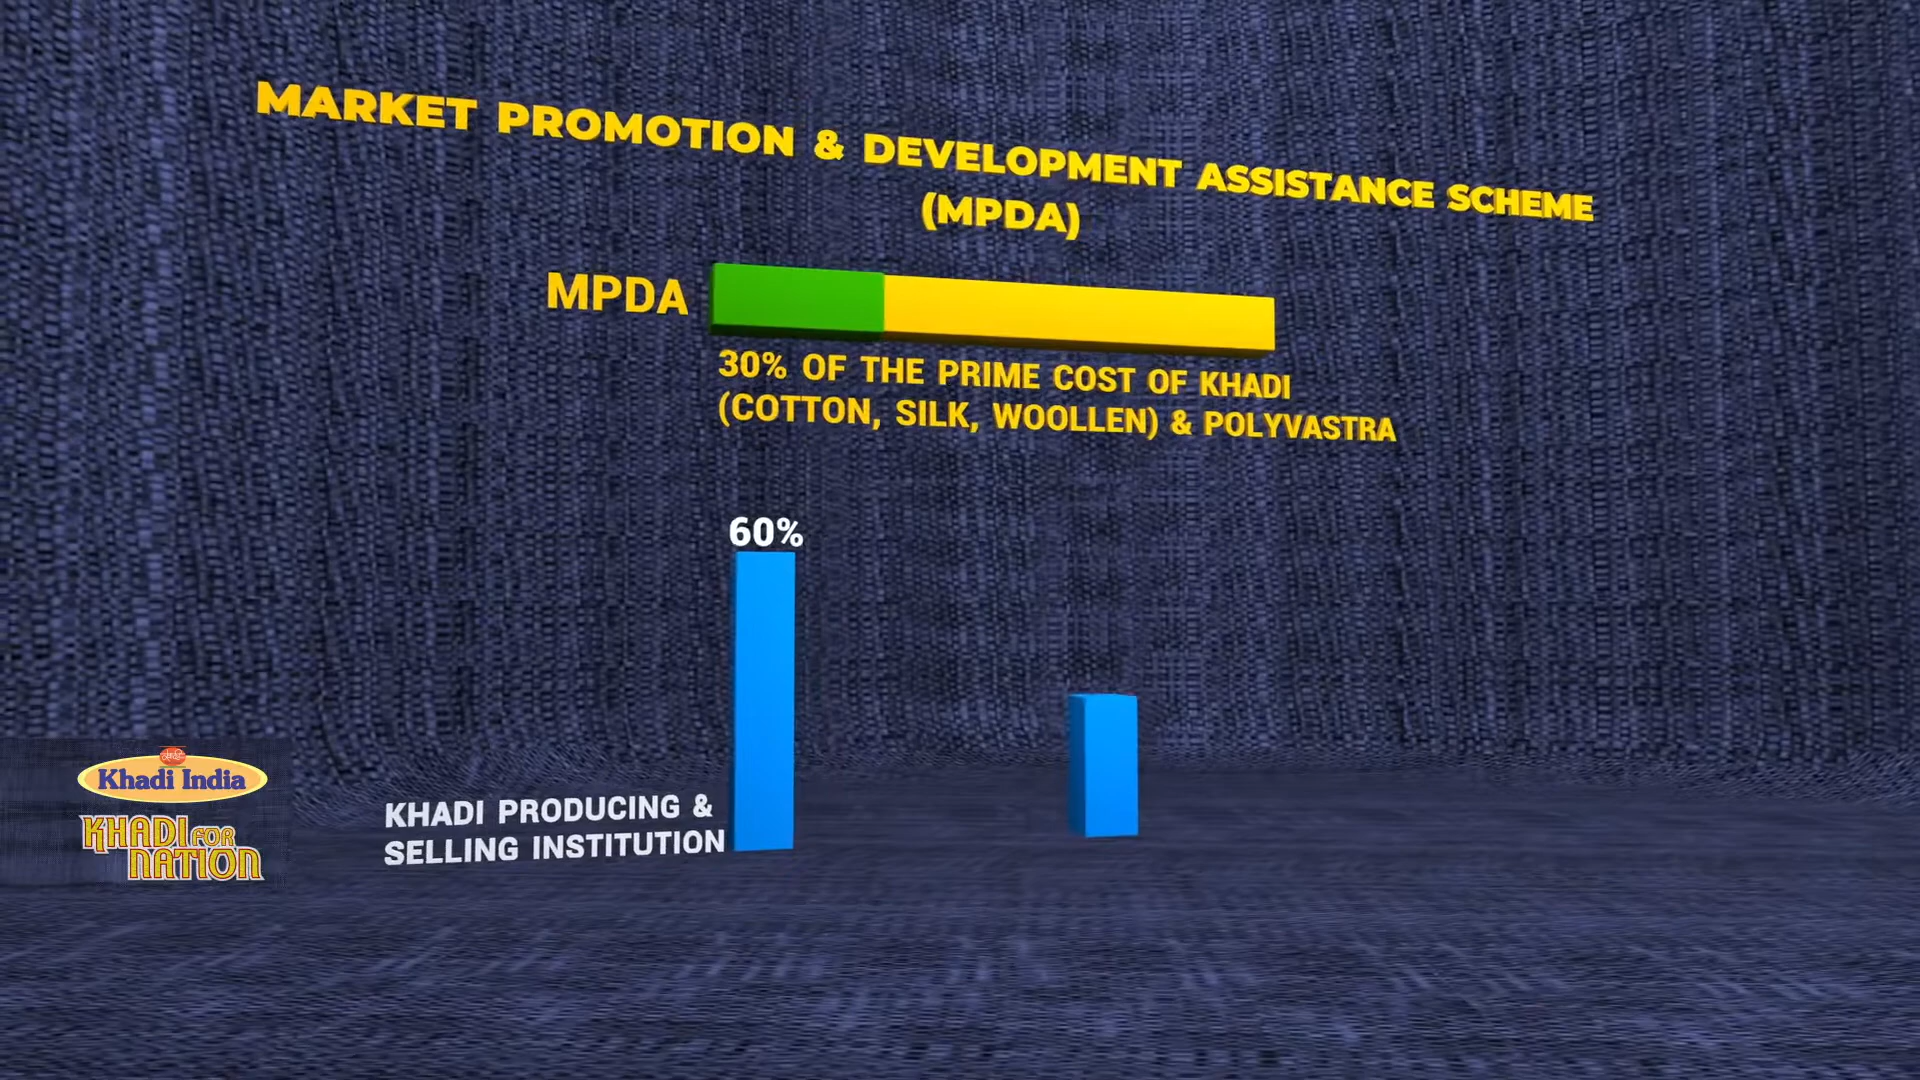 MARKET PROMOTION & DEVELOPMENT ASSISTANCE SCHEME
(MPDA)
MPDA
30% OF THE PRIME COST OF KHADI
(COTTON, SILK, WOOLLEN) & POLYVASTRA
60%
KHADI PRODUCING &
SELLING INSTITUTION
Khadi India
KHADI FOR
NATION